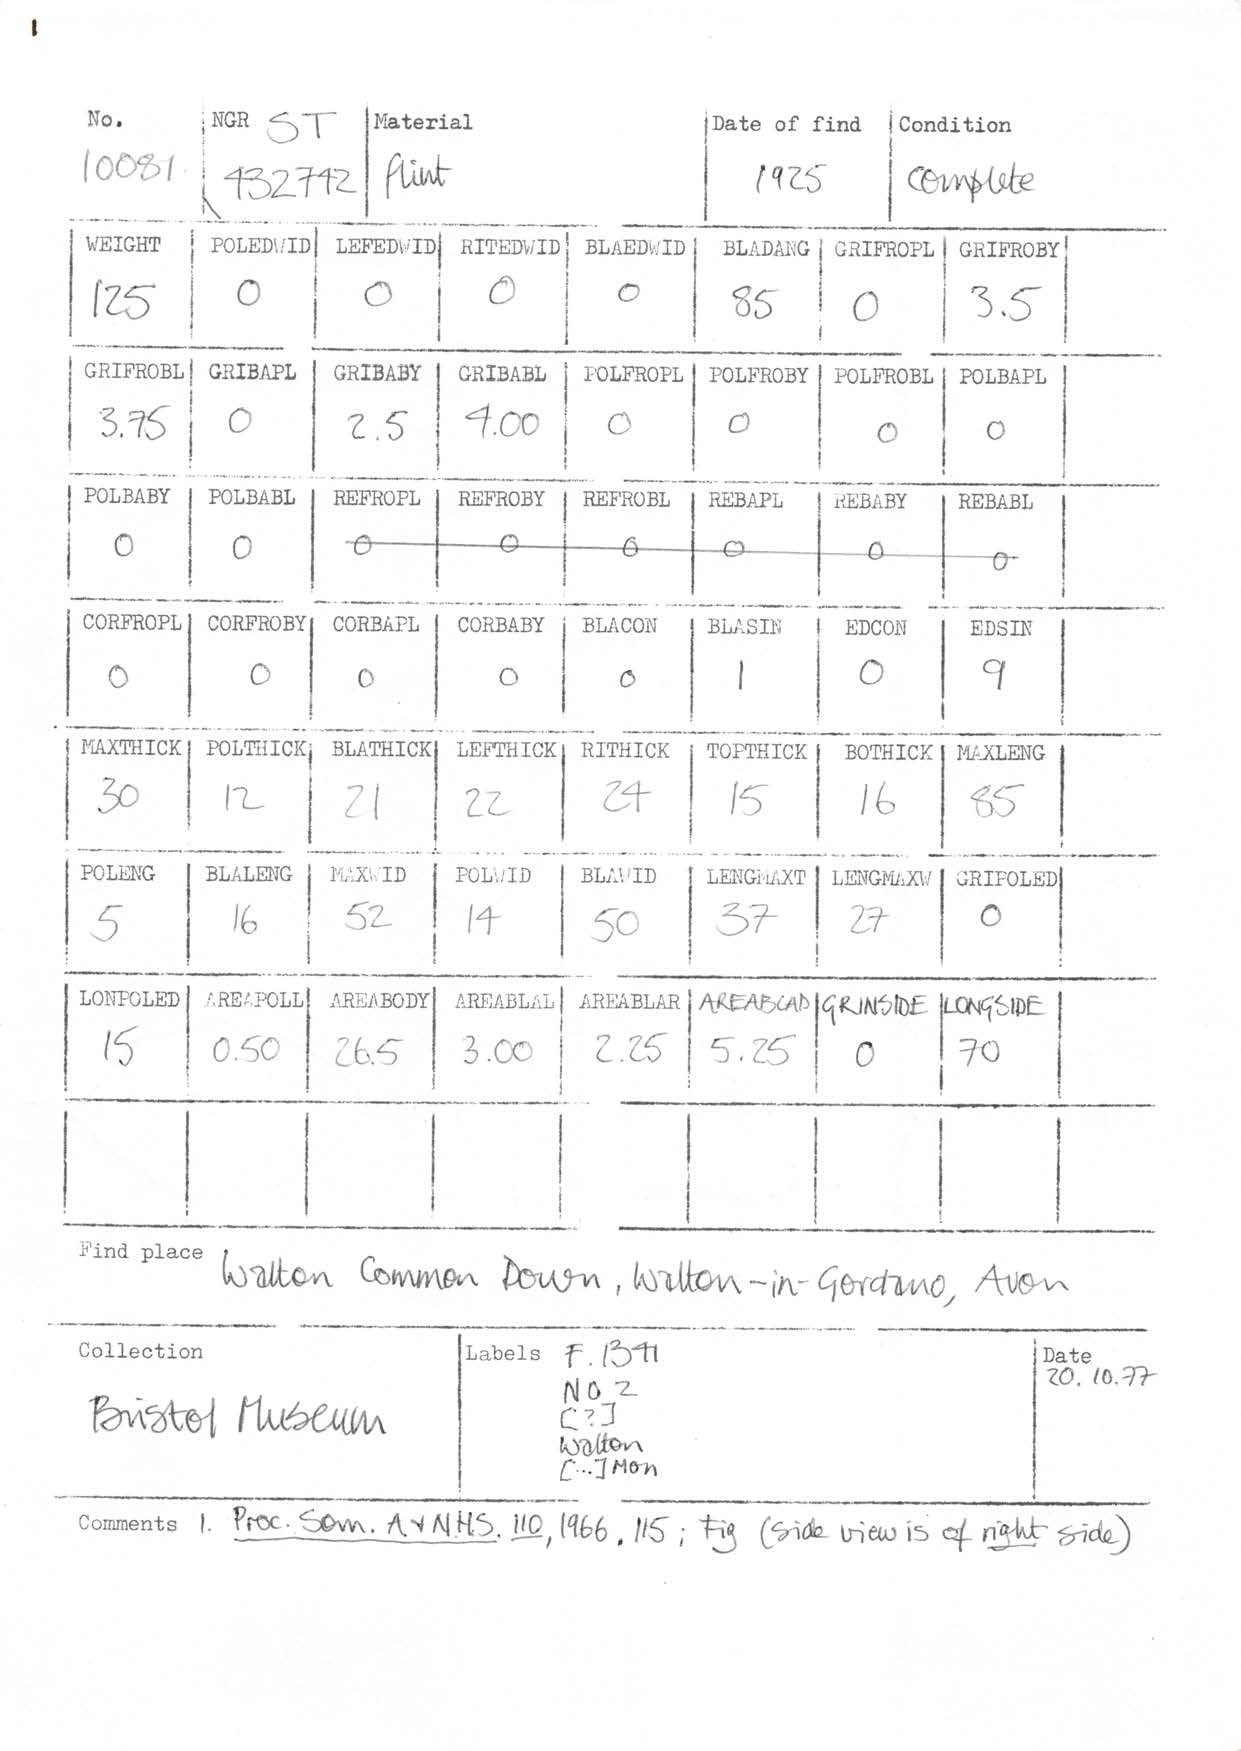 1
No. NGR ST Material Date of find Condition
10081 432742 flint 1925 complete
WEIGHT POLEDWID LEFEDWID RITEDWID BLAEDWID BLADANG GRIFROPL GRIFROBY
125 0 0 0 0 85 0 3.5
GRIFROBL GRIBAPL GRIBABY GRIBABL POLFROPL POLFROBY POLFROBL POLBAPL
3.75 0 2.5 4.00 0 0 0 0
POLBABY POLBABL REFROPL REFROBY REFROBL REBAPL REBABY REBABL
0 0 0 0 0 0 0 0
CORFROPL CORFROBY CORBAPL CORBABY BLACON BLASIN EDCON EDSIN
0 0 0 0 0 1 0 9
MAXTHICK POLTHICK BLATHICK LEFTHICK RITHICK TOPTHICK BOTHICK MAXLENG
30 12 21 22 24 15 16 85
POLENG BLALENG MAXWID POLWID BLAWID LENGMAXT LENGMAXW GRIPOLED
5 16 52 14 50 37 27 0
LONPOLED AREAPOLL AREABODY AREABLAL AREABLAR AREABLAD GRINSIDE LONGSIDE
15 0.50 26.5 3.00 2.25 5.25 0 70
Find place Walton Common Down, Walton-in-Gordano, Avon
Collection Labels F.1341 Date
Bristol Museum NO 2 20.10.77
[?]
Walton
[...]mon
Comments 1. Proc. Som. A & NHS. 110, 1966. 115; Fig (side view is of right side)